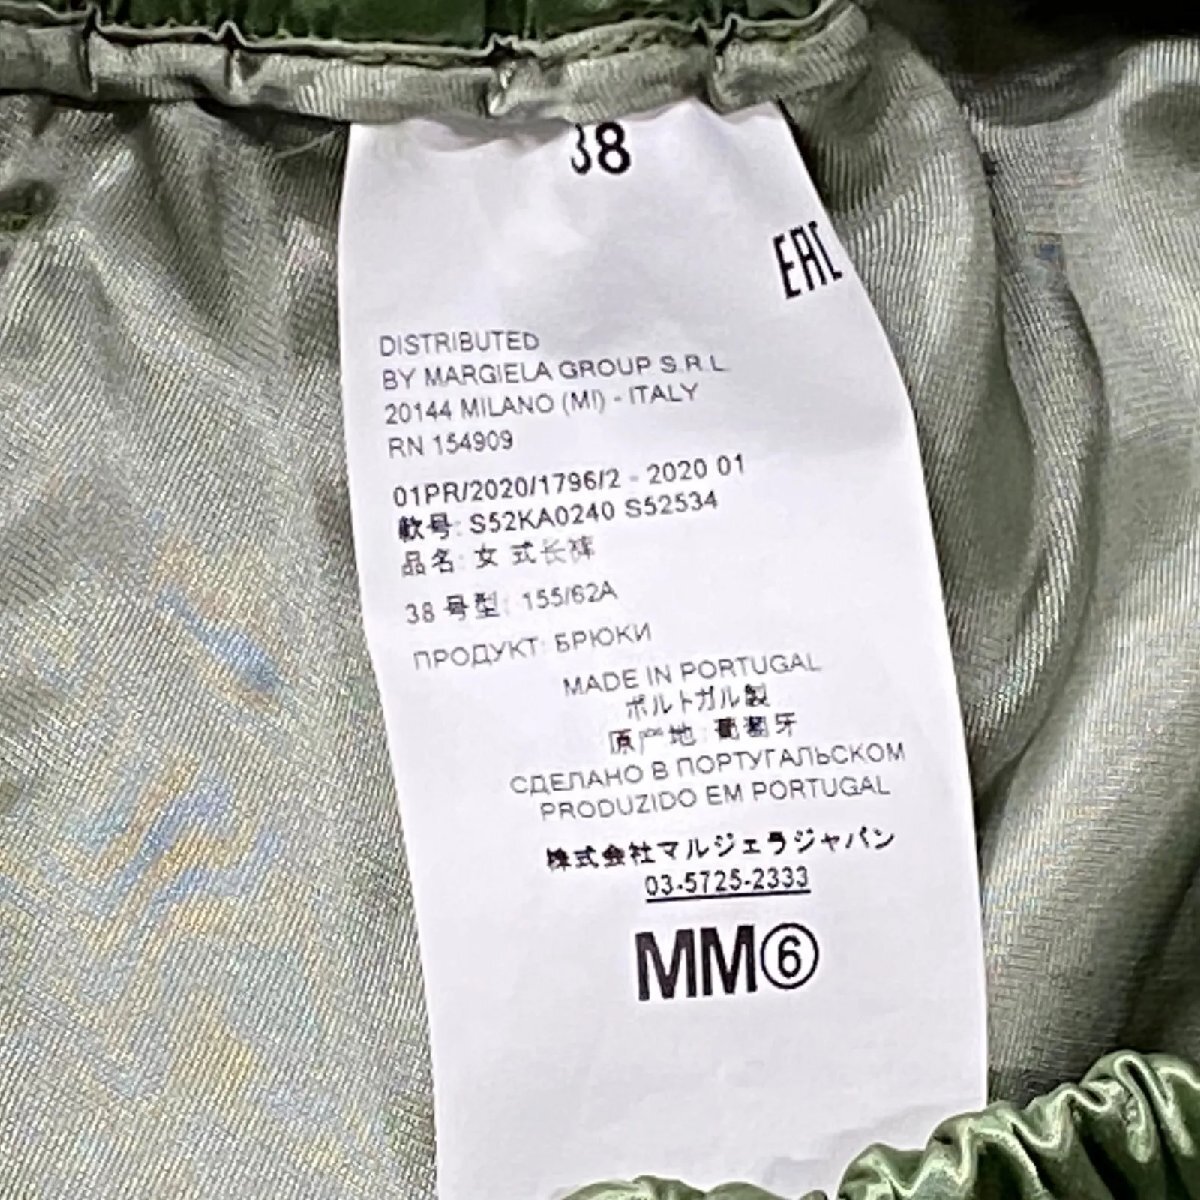 38
EAC
DISTRIBUTED
BY MARGIELA GROUP S.R.L.
20144 MILANO (MI) - ITALY
RN 154909
01PR/2020/1796/2 - 2020 01
款号: S52KA0240 S52534
品名: 女 式长裤
38 号型: 155/62A
ПРОДУКТ: БРЮКИ
MADE IN PORTUGAL
ポルトガル製
原产地: 葡萄牙
СДЕЛАНО В ПОРТУГАЛЬСКОМ
PRODUZIDO EM PORTUGAL
株式会社マルジェラジャパン
03-5725-2333
MM⑥